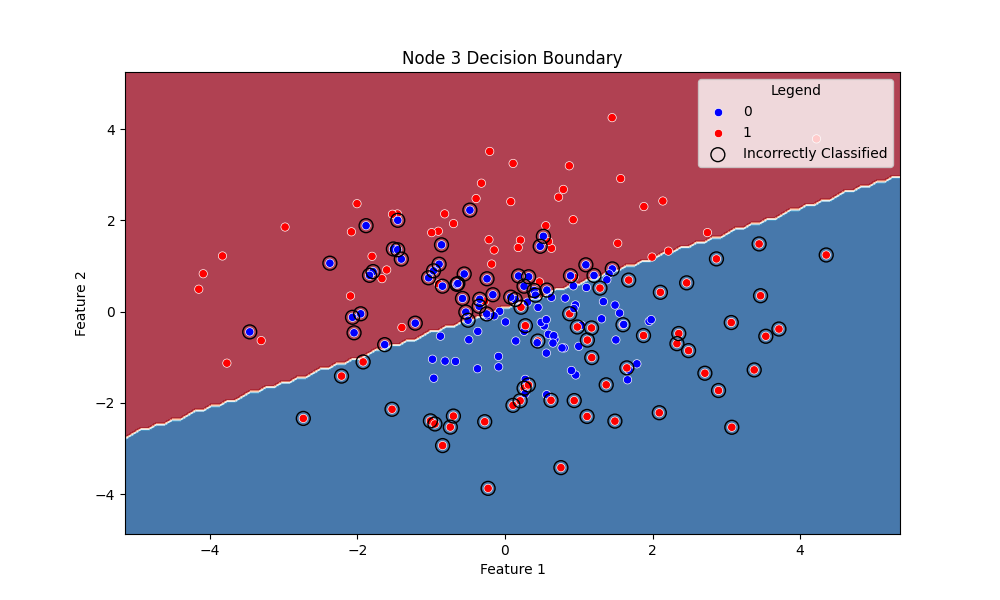 Node 3 Decision Boundary
Legend
0
1
Incorrectly Classified
4
2
0
−2
−4
Feature 2
−4
−2
0
2
4
Feature 1